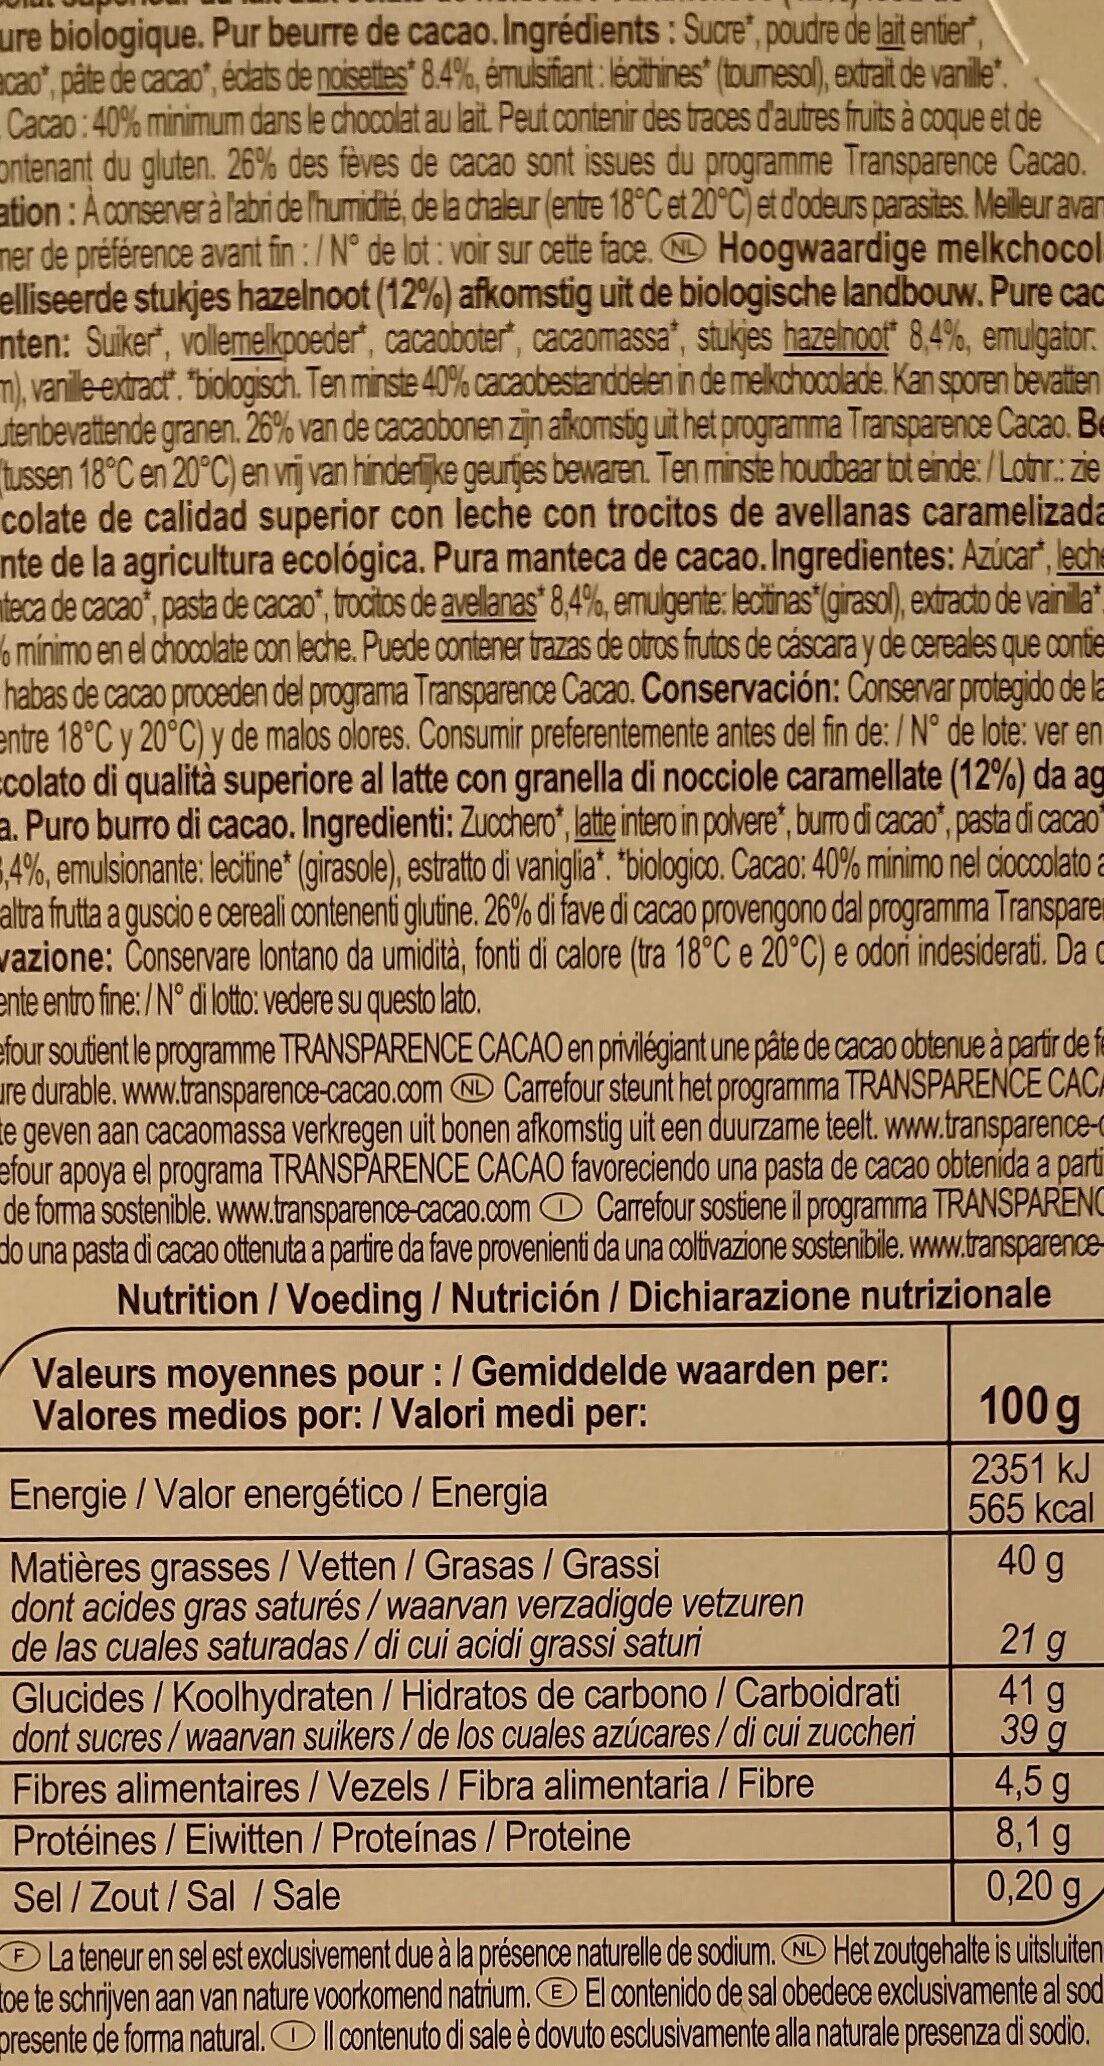 ure biologique. Pur beurre de cacao. Ingrédients : Sucre*, poudre de lait entier*,
cacao*, pâte de cacao*, éclats de noisettes* 8.4%, émulsifiant : lécithines* (tournesol), extrait de vanille*.
Cacao : 40% minimum dans le chocolat au lait. Peut contenir des traces d'autres fruits à coque et de
ontenant du gluten. 26% des fèves de cacao sont issues du programme Transparence Cacao.
ation : À conserver à l'abri de l'humidité, de la chaleur (entre 18°C et 20°C) et d'odeurs parasites. Meilleur avan
mer de préférence avant fin : / N° de lot : voir sur cette face. NL Hoogwaardige melkchocol
elliseerde stukjes hazelnoot (12%) afkomstig uit de biologische landbouw. Pure cac
nten: Suiker*, vollemelkpoeder*, cacaoboter*, cacaomassa*, stukjes hazelnoot* 8,4%, emulgator:
m), vanille-extract*. *biologisch. Ten minste 40% cacaobestanddelen in de melkchocolade. Kan sporen bevatten
utenbevattende granen. 26% van de cacaobonen zijn afkomstig uit het programma Transparence Cacao. Be
(tussen 18°C en 20°C) en vrij van hinderlijke geurtjes bewaren. Ten minste houdbaar tot einde: / Lotnr.: zie
colate de calidad superior con leche con trocitos de avellanas caramelizada
nte de la agricultura ecológica. Pura manteca de cacao. Ingredientes: Azúcar*, leche
teca de cacao*, pasta de cacao*, trocitos de avellanas* 8,4%, emulgente: lecitinas*(girasol), extracto de vainilla*.
% mínimo en el chocolate con leche. Puede contener trazas de otros frutos de cáscara y de cereales que contie
habas de cacao proceden del programa Transparence Cacao. Conservación: Conservar protegido de la
entre 18°C y 20°C) y de malos olores. Consumir preferentemente antes del fin de: / N° de lote: ver en
ccolato di qualità superiore al latte con granella di nocciole caramellate (12%) da ag
a. Puro burro di cacao. Ingredienti: Zucchero*, latte intero in polvere*, burro di cacao*, pasta di cacao*
8,4%, emulsionante: lecitine* (girasole), estratto di vaniglia*. *biologico. Cacao: 40% minimo nel cioccolato a
altra frutta a guscio e cereali contenenti glutine. 26% di fave di cacao provengono dal programma Transparen
vazione: Conservare lontano da umidità, fonti di calore (tra 18°C e 20°C) e odori indesiderati. Da c
ente entro fine: / N° di lotto: vedere su questo lato.
efour soutient le programme TRANSPARENCE CACAO en privilégiant une pâte de cacao obtenue à partir de fè
ure durable. www.transparence-cacao.com NL Carrefour steunt het programma TRANSPARENCE CACA
te geven aan cacaomassa verkregen uit bonen afkomstig uit een duurzame teelt. www.transparence-c
efour apoya el programa TRANSPARENCE CACAO favoreciendo una pasta de cacao obtenida a parti
de forma sostenible. www.transparence-cacao.com I Carrefour sostiene il programma TRANSPARENC
do una pasta di cacao ottenuta a partire da fave provenienti da una coltivazione sostenibile. www.transparence-
Nutrition / Voeding / Nutrición / Dichiarazione nutrizionale
Valeurs moyennes pour : / Gemiddelde waarden per:
Valores medios por: / Valori medi per:
100 g
Energie / Valor energético / Energia
2351 kJ
565 kcal
Matières grasses / Vetten / Grasas / Grassi 40 g
dont acides gras saturés / waarvan verzadigde vetzuren
de las cuales saturadas / di cui acidi grassi saturi 21 g
Glucides / Koolhydraten / Hidratos de carbono / Carboidrati 41 g
dont sucres / waarvan suikers / de los cuales azúcares / di cui zuccheri 39 g
Fibres alimentaires / Vezels / Fibra alimentaria / Fibre 4,5 g
Protéines / Eiwitten / Proteínas / Proteine 8,1 g
Sel / Zout / Sal / Sale 0,20 g
F La teneur en sel est exclusivement due à la présence naturelle de sodium. NL Het zoutgehalte is uitsluiten
toe te schrijven aan van nature voorkomend natrium. E El contenido de sal obedece exclusivamente al sod
presente de forma natural. I Il contenuto di sale è dovuto esclusivamente alla naturale presenza di sodio.